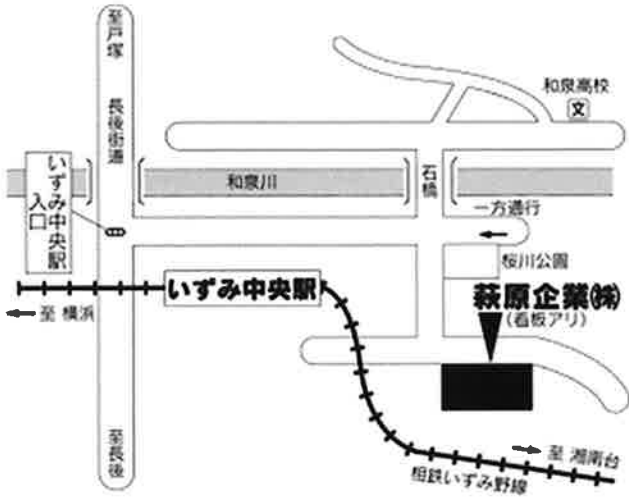 至戸塚
長後街道
和泉高校
文
いずみ中央駅
入口
和泉川
石橋
一方通行
桜川公園
いずみ中央駅
萩原企業㈱
(看板アリ)
至 横浜
至長後
至 湘南台
相鉄いずみ野線